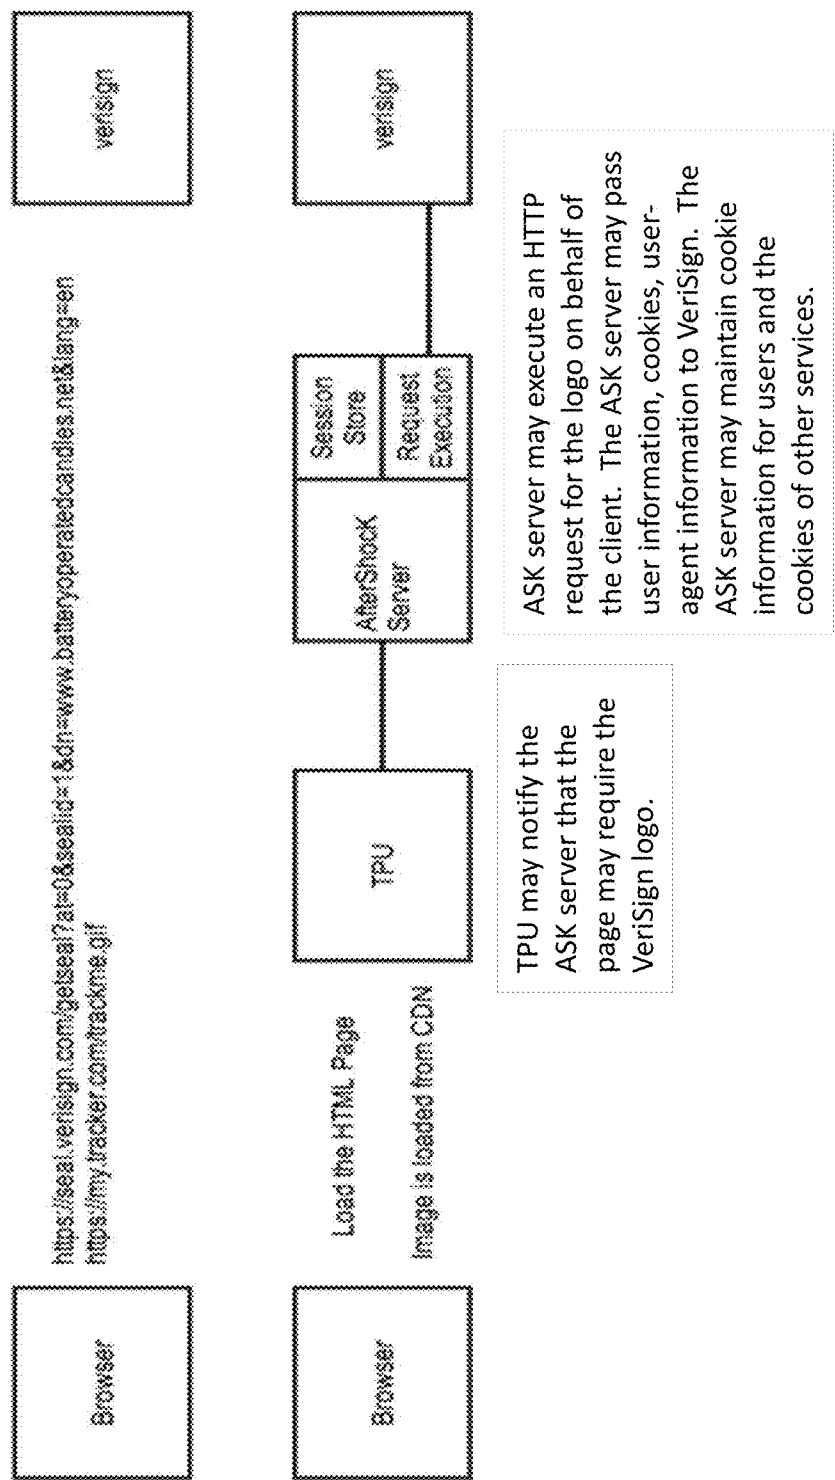 Browser
https://seal.verisign.com/getseal?at=0&sealid=1&dn=www.batteryoperatedcandles.net&lang=en
https://my.tracker.com/trackme.gif
verisign
Browser
Load the HTML Page
Image is loaded from CDN
TPU
AfterShocK
Server
Session
Store
Request
Execution
verisign
TPU may notify the
ASK server that the
page may require the
VeriSign logo.
ASK server may execute an HTTP
request for the logo on behalf of
the client. The ASK server may pass
user information, cookies, user-
agent information to VeriSign. The
ASK server may maintain cookie
information for users and the
cookies of other services.